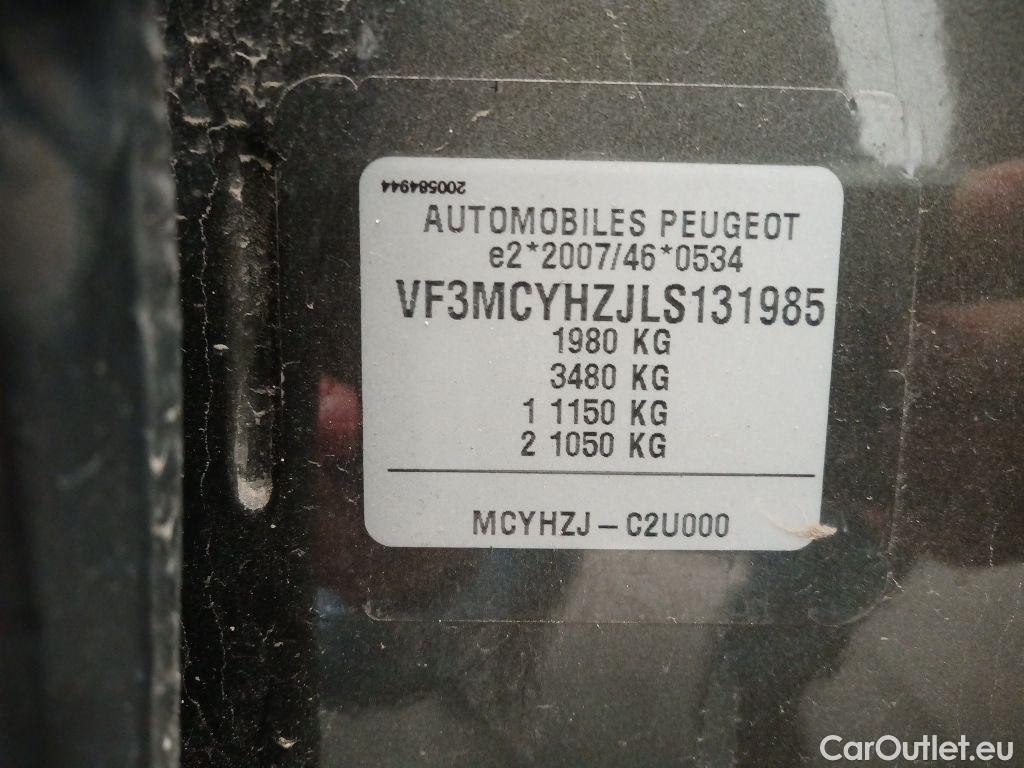 200584944
AUTOMOBILES PEUGEOT
e2*2007/46*0534
VF3MCYHZJLS131985
1980 KG
3480 KG
1 1150 KG
2 1050 KG
MCYHZJ – C2U000
CarOutlet.eu